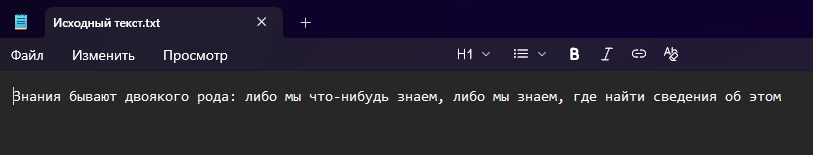 Исходный текст.txt
Файл Изменить Просмотр H1 B I A
Знания бывают двоякого рода: либо мы что-нибудь знаем, либо мы знаем, где найти сведения об этом